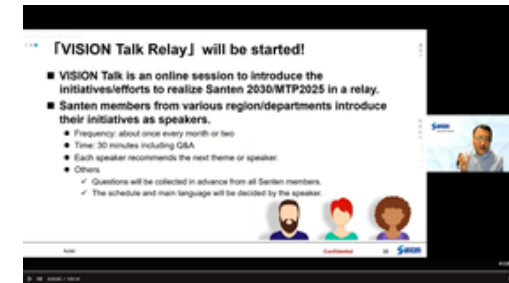 「VISION Talk Relay」 will be started!
■ VISION Talk is an online session to introduce the
initiatives/efforts to realize Santen 2030/MTP2025 in a relay.
■ Santen members from various region/departments introduce
their initiatives as speakers.
● Frequency: about once every month or two
● Time: 30 minutes including Q&A
● Each speaker recommends the next theme or speaker.
● Others
✓ Questions will be collected in advance from all Santen members.
✓ The schedule and main language will be decided by the speaker.
Confidential
Santen
Santen